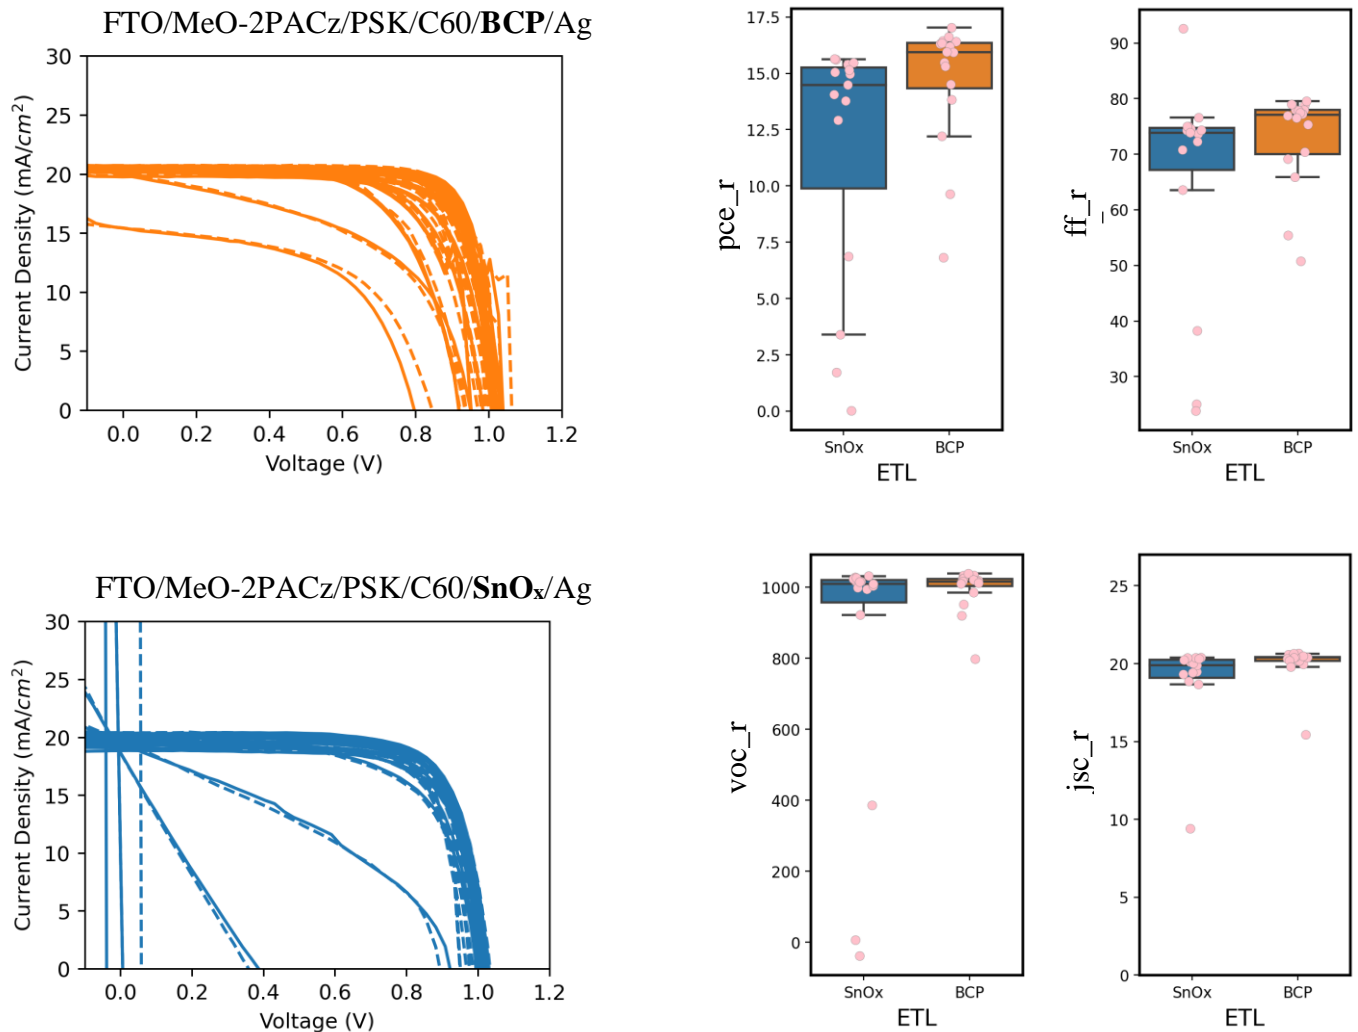 FTO/MeO-2PACz/PSK/C60/BCP/Ag
30
25
20
15
10
5
0
Current Density (mA/cm²)
0.0 0.2 0.4 0.6 0.8 1.0 1.2
Voltage (V)
17.5
15.0
12.5
10.0
7.5
5.0
2.5
0.0
pce_r
SnOx BCP
ETL
90
80
70
60
50
40
30
ff_r
SnOx BCP
ETL
FTO/MeO-2PACz/PSK/C60/SnOₓ/Ag
30
25
20
15
10
5
0
Current Density (mA/cm²)
0.0 0.2 0.4 0.6 0.8 1.0 1.2
Voltage (V)
1000
800
600
400
200
0
voc_r
SnOx BCP
ETL
25
20
15
10
5
0
jsc_r
SnOx BCP
ETL